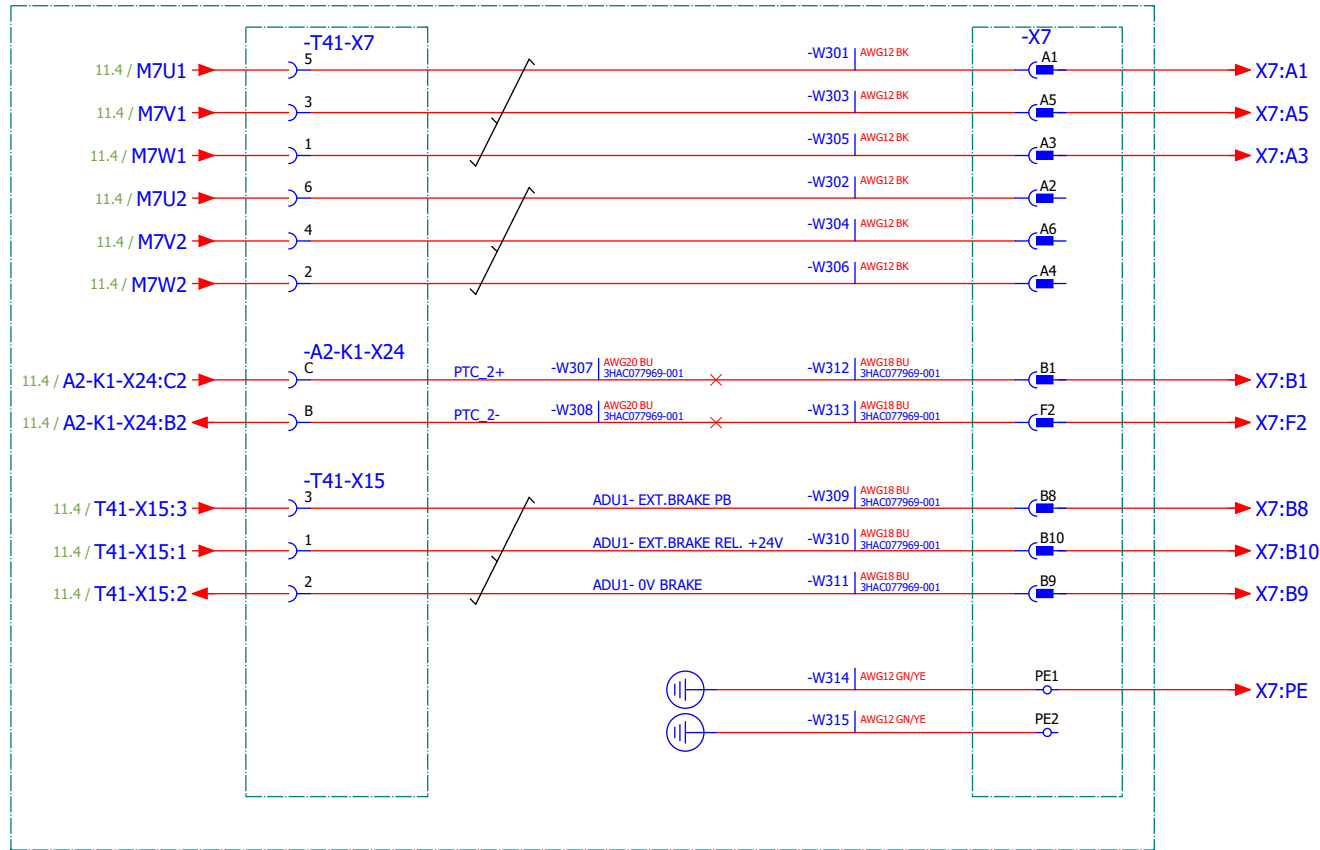 -T41-X7
-X7
11.4 / M7U1
5
-W301
AWG12 BK
A1
X7:A1
11.4 / M7V1
3
-W303
AWG12 BK
A5
X7:A5
11.4 / M7W1
1
-W305
AWG12 BK
A3
X7:A3
11.4 / M7U2
6
-W302
AWG12 BK
A2
11.4 / M7V2
4
-W304
AWG12 BK
A6
11.4 / M7W2
2
-W306
AWG12 BK
A4
-A2-K1-X24
11.4 / A2-K1-X24:C2
C
PTC_2+
-W307
AWG20 BU
3HAC077969-001
-W312
AWG18 BU
3HAC077969-001
B1
X7:B1
11.4 / A2-K1-X24:B2
B
PTC_2-
-W308
AWG20 BU
3HAC077969-001
-W313
AWG18 BU
3HAC077969-001
F2
X7:F2
-T41-X15
11.4 / T41-X15:3
3
ADU1- EXT.BRAKE PB
-W309
AWG18 BU
3HAC077969-001
B8
X7:B8
11.4 / T41-X15:1
1
ADU1- EXT.BRAKE REL. +24V
-W310
AWG18 BU
3HAC077969-001
B10
X7:B10
11.4 / T41-X15:2
2
ADU1- 0V BRAKE
-W311
AWG18 BU
3HAC077969-001
B9
X7:B9
-W314
AWG12 GN/YE
PE1
X7:PE
-W315
AWG12 GN/YE
PE2